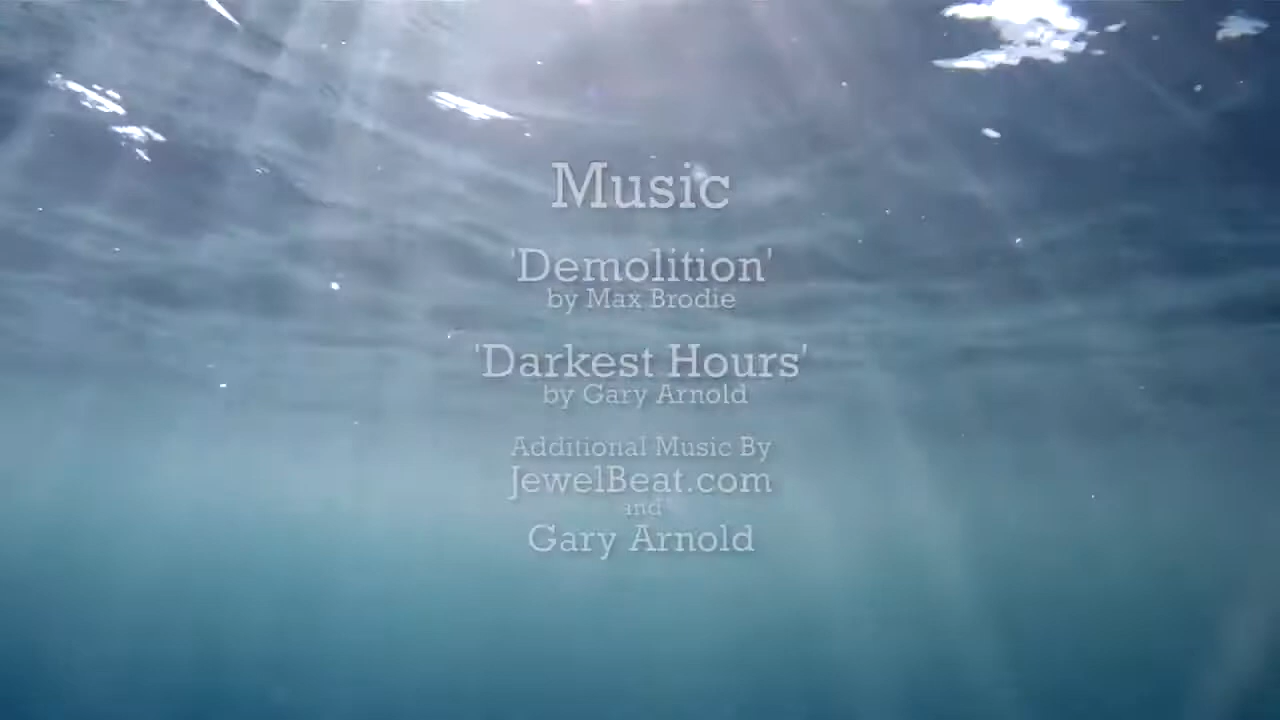 Music
'Demolition'
by Max Brodie
'Darkest Hours'
by Gary Arnold
Additional Music By
JewelBeat.com
and
Gary Arnold